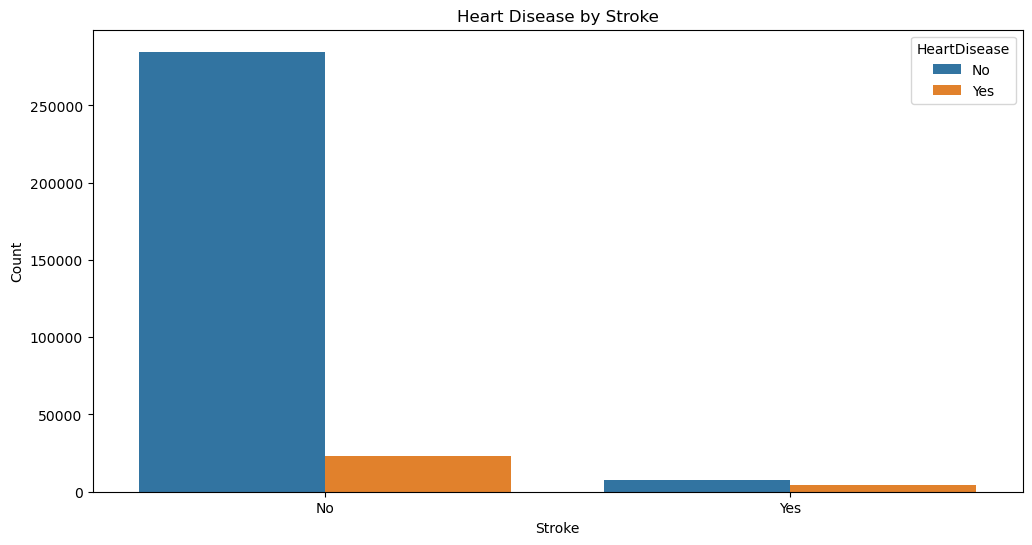 Heart Disease by Stroke
HeartDisease
No
Yes
250000
200000
150000
100000
50000
0
Count
No
Yes
Stroke